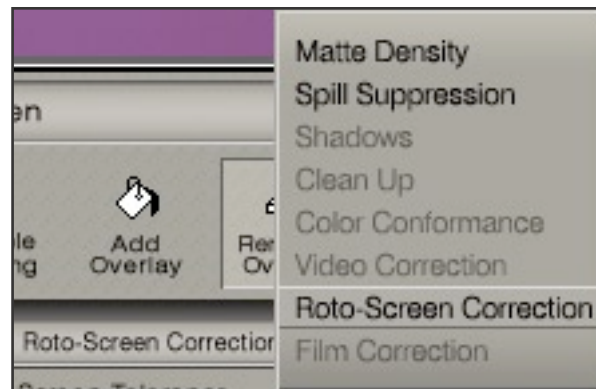 Matte Density
Spill Suppression
Shadows
Clean Up
Color Conformance
Video Correction
Roto-Screen Correction
Film Correction
Add
Overlay
Roto-Screen Correction